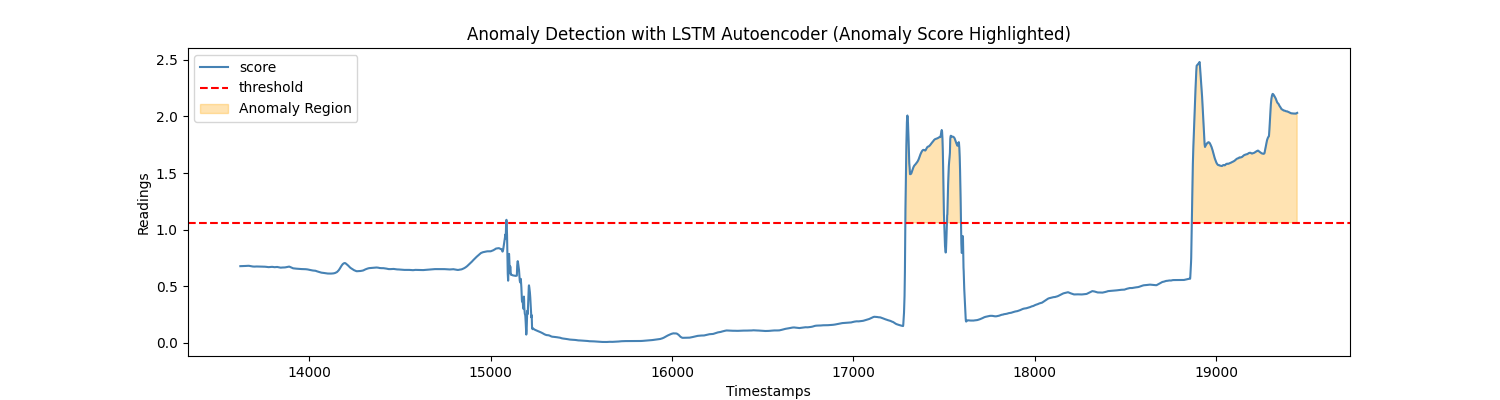 Anomaly Detection with LSTM Autoencoder (Anomaly Score Highlighted)
score
threshold
Anomaly Region
Readings
2.5
2.0
1.5
1.0
0.5
0.0
14000 15000 16000 17000 18000 19000
Timestamps